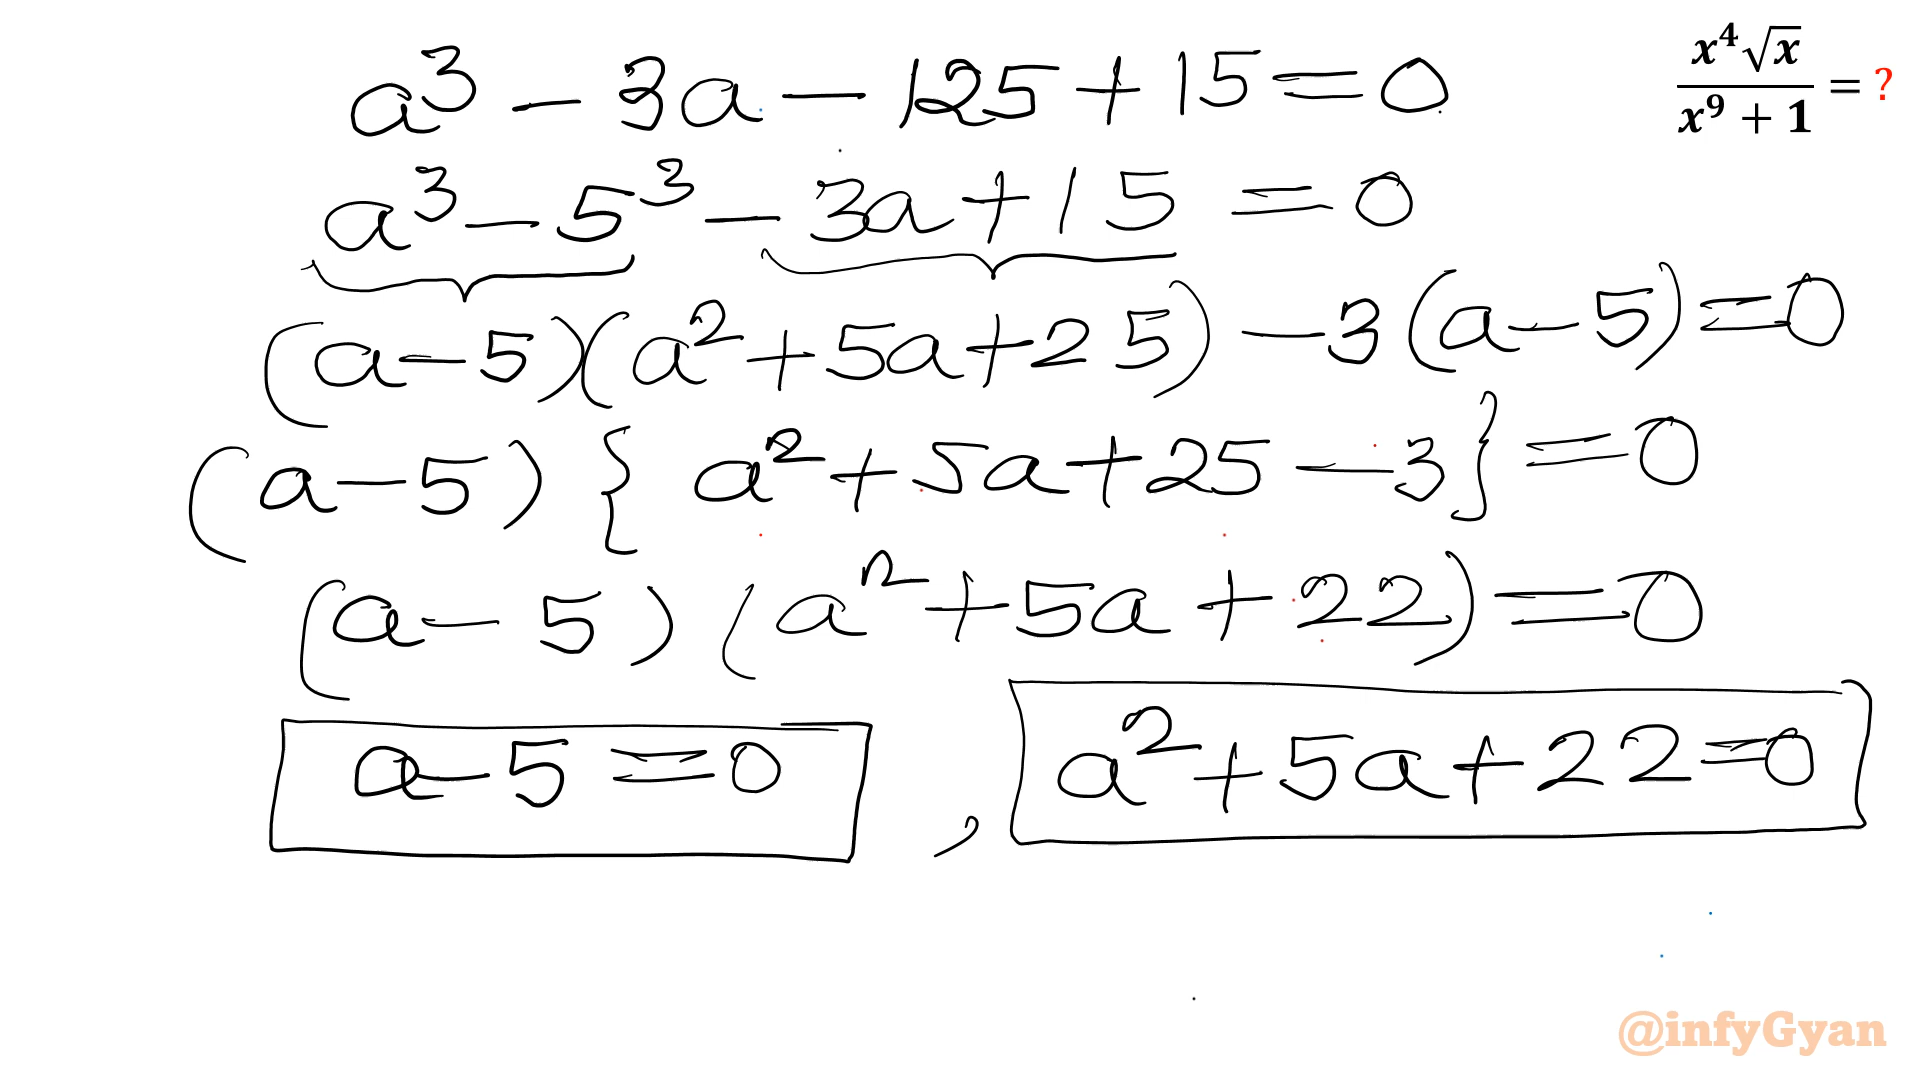 a³ - 3a - 125 + 15 = 0
x⁴√x / x⁹ + 1 = ?
a³ - 5³ - 3a + 15 = 0
(a - 5)(a² + 5a + 25) - 3(a - 5) = 0
(a - 5) { a² + 5a + 25 - 3 } = 0
(a - 5) (a² + 5a + 22) = 0
a - 5 = 0 , a² + 5a + 22 = 0
@infyGyan